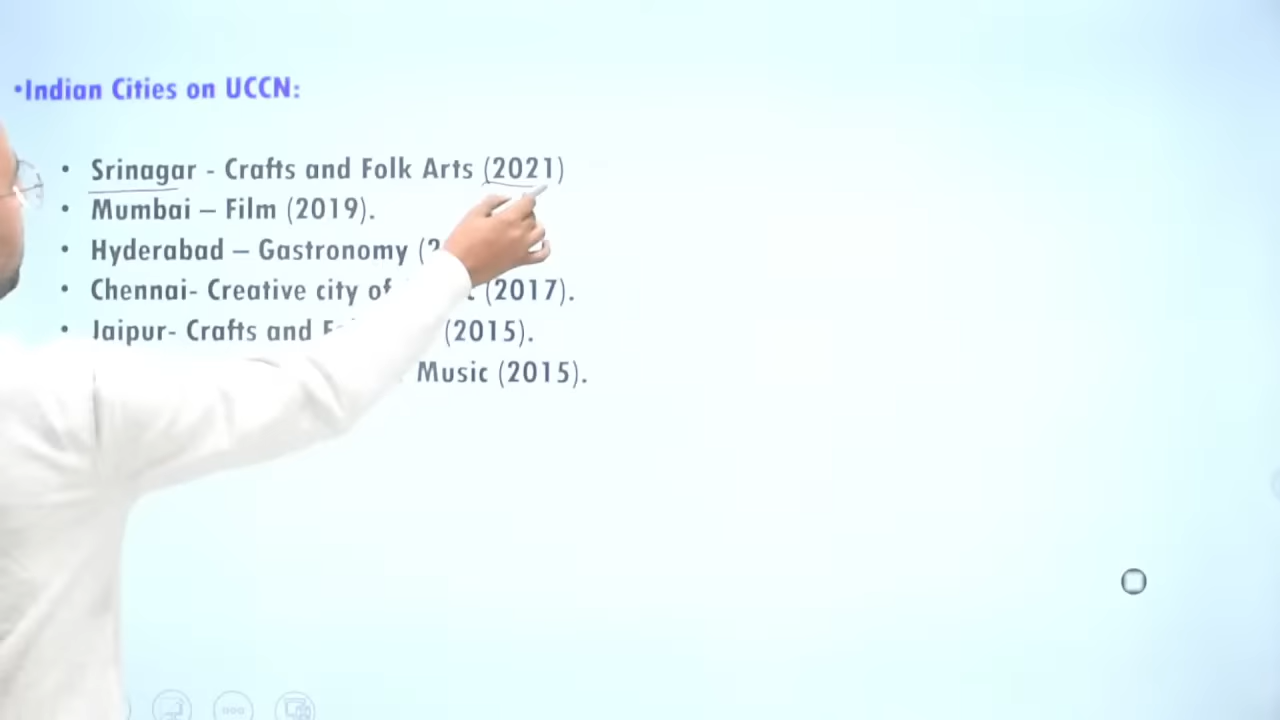 •Indian Cities on UCCN:
• Srinagar - Crafts and Folk Arts (2021)
• Mumbai – Film (2019).
• Hyderabad – Gastronomy (2
• Chennai- Creative city of (2017).
• Jaipur- Crafts and (2015).
Music (2015).